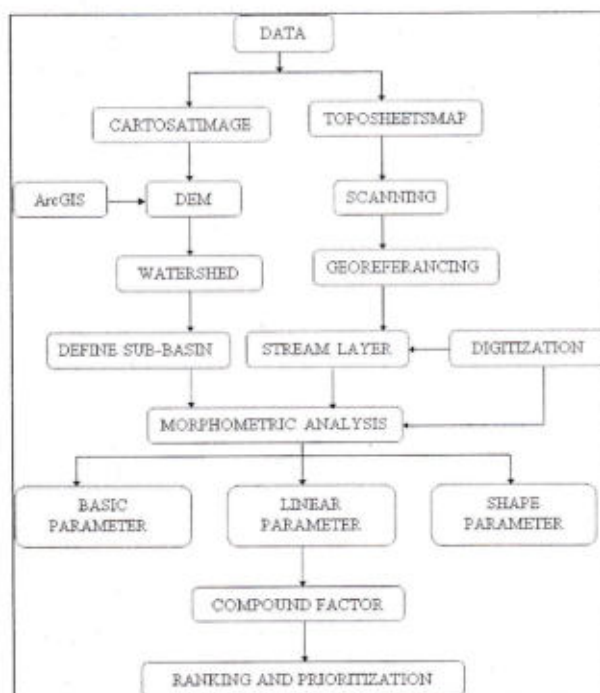 DATA
CARTOSATIMAGE
TOPOSHEETSMAP
ArcGIS
DEM
SCANNING
WATERSHED
GEOREFERANCING
DEFINE SUB-BASIN
STREAM LAYER
DIGITIZATION
MORPHOMETRIC ANALYSIS
BASIC
PARAMETER
LINEAR
PARAMETER
SHAPE
PARAMETER
COMPOUND FACTOR
RANKING AND PRIORITIZATION